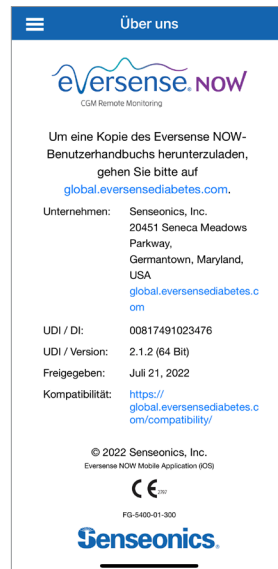 Über uns
eversense. NOW
CGM Remote Monitoring
Um eine Kopie des Eversense NOW-
Benutzerhandbuchs herunterzuladen,
gehen Sie bitte auf
global.eversensediabetes.com.
Unternehmen: Senseonics, Inc.
20451 Seneca Meadows
Parkway,
Germantown, Maryland,
USA
global.eversensediabetes.c
om
UDI / DI: 00817491023476
UDI / Version: 2.1.2 (64 Bit)
Freigegeben: Juli 21, 2022
Kompatibilität: https://
global.eversensediabetes.c
om/compatibility/
© 2022 Senseonics, Inc.
Eversense NOW Mobile Application (iOS)
CE 2797
FG-5400-01-300
Senseonics.